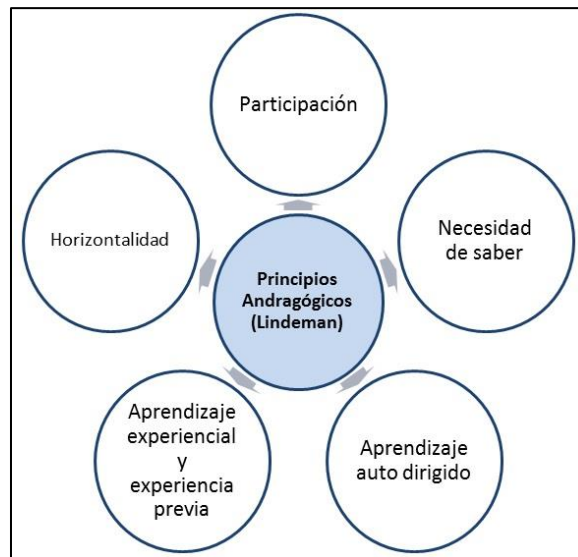 Participación
Horizontalidad
Necesidad
de saber
Principios
Andragógicos
(Lindeman)
Aprendizaje
experiencial
y
experiencia
previa
Aprendizaje
auto dirigido